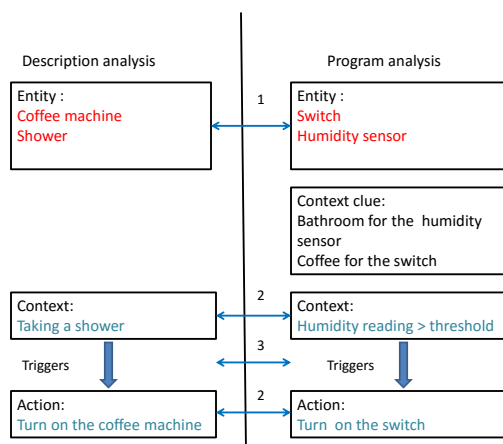 Description analysis
Program analysis
Entity :
Coffee machine
Shower
1
Entity :
Switch
Humidity sensor
Context clue:
Bathroom for the humidity
sensor
Coffee for the switch
Context:
Taking a shower
2
Context:
Humidity reading > threshold
3
Triggers
Triggers
Action:
Turn on the coffee machine
2
Action:
Turn on the switch